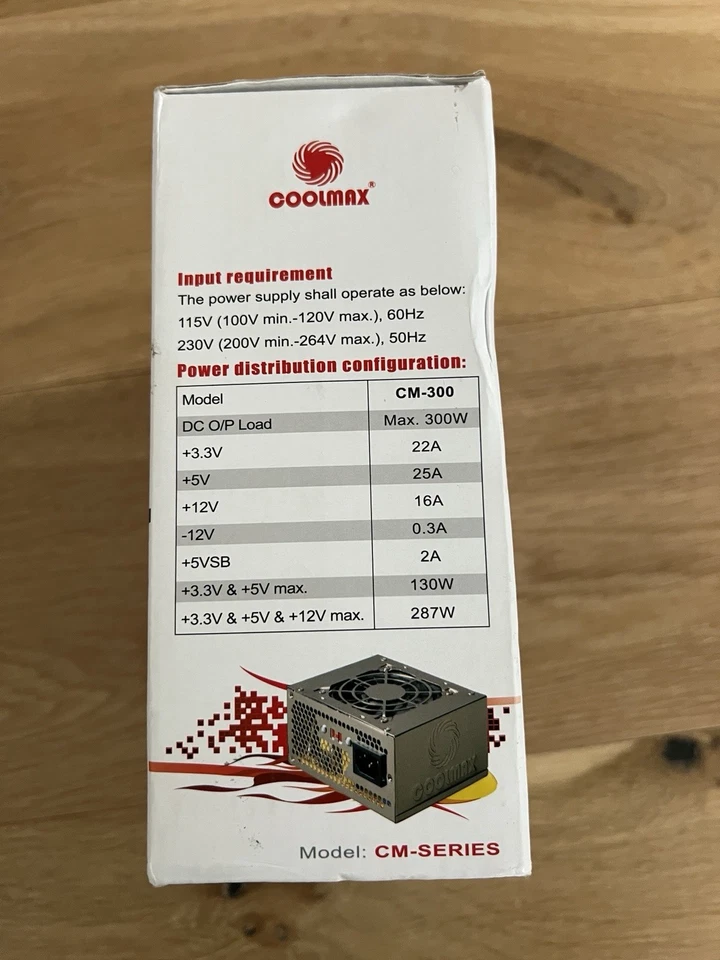 COOLMAX®
Input requirement
The power supply shall operate as below:
115V (100V min.-120V max.), 60Hz
230V (200V min.-264V max.), 50Hz
Power distribution configuration:
Model CM-300
DC O/P Load Max. 300W
+3.3V 22A
+5V 25A
+12V 16A
-12V 0.3A
+5VSB 2A
+3.3V & +5V max. 130W
+3.3V & +5V & +12V max. 287W
COOLMAX
Model: CM-SERIES